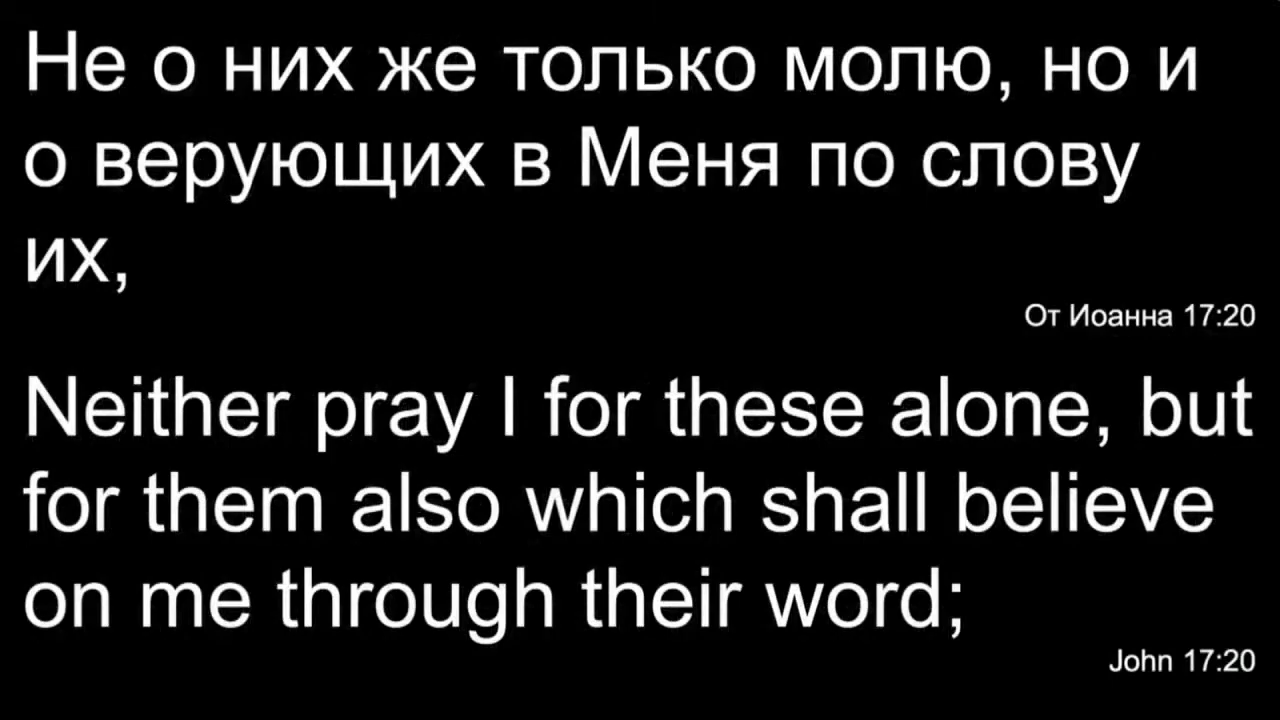 Не о них же только молю, но и
о верующих в Меня по слову
их,
От Иоанна 17:20
Neither pray I for these alone, but
for them also which shall believe
on me through their word;
John 17:20